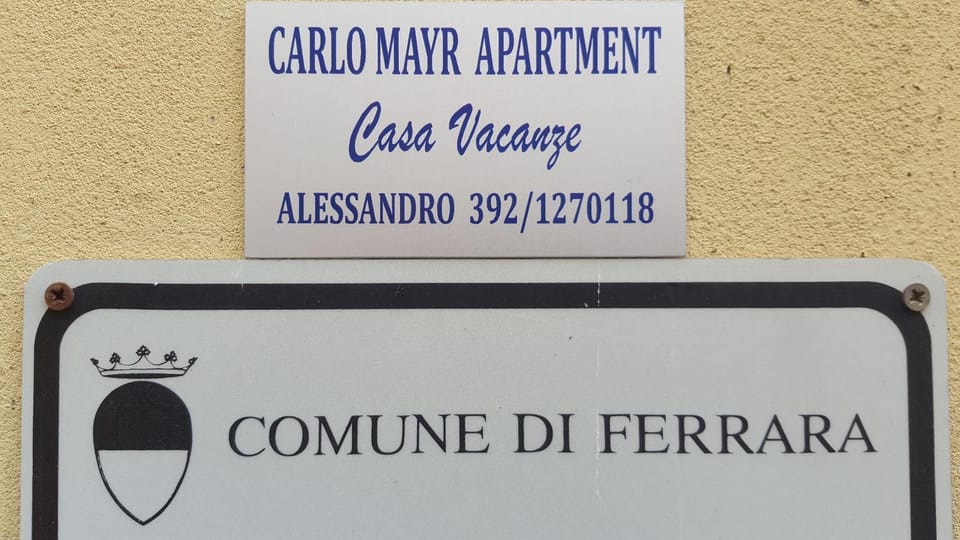 CARLO MAYR APARTMENT
Casa Vacanze
ALESSANDRO 392/1270118
COMUNE DI FERRARA